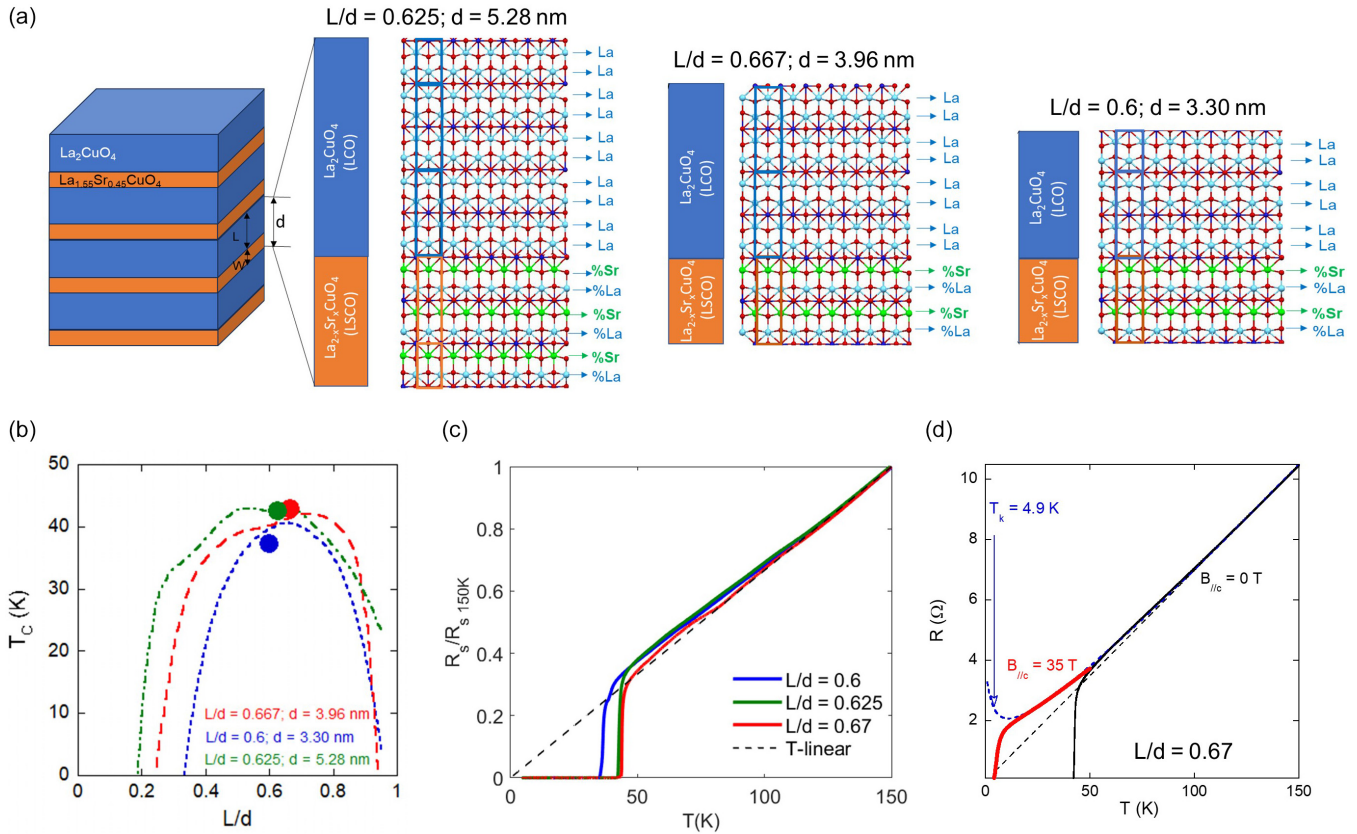 (a)
L/d = 0.625; d = 5.28 nm
L/d = 0.667; d = 3.96 nm
L/d = 0.6; d = 3.30 nm
La₂CuO₄
La₁.₅₅Sr₀.₄₅CuO₄
d
L
W
La₂CuO₄
(LCO)
La₂₋ₓSrₓCuO₄
(LSCO)
La
La
La
La
La
La
La
La
La
La
%Sr
%La
%Sr
%La
%Sr
%La
La₂CuO₄
(LCO)
La₂₋ₓSrₓCuO₄
(LSCO)
La
La
La
La
La
La
La
La
%Sr
%La
%Sr
%La
La₂CuO₄
(LCO)
La₂₋ₓSrₓCuO₄
(LSCO)
La
La
La
La
La
La
%Sr
%La
%Sr
%La
(b)
T_C (K)
50
40
30
20
10
0
L/d = 0.667; d = 3.96 nm
L/d = 0.6; d = 3.30 nm
L/d = 0.625; d = 5.28 nm
0 0.2 0.4 0.6 0.8 1
L/d
(c)
R_s/R_s 150K
1
0.8
0.6
0.4
0.2
0
L/d = 0.6
L/d = 0.625
L/d = 0.67
T-linear
0 50 100 150
T(K)
(d)
R (Ω)
10
8
6
4
2
0
T_k = 4.9 K
B_//c = 0 T
B_//c = 35 T
L/d = 0.67
0 50 100 150
T (K)